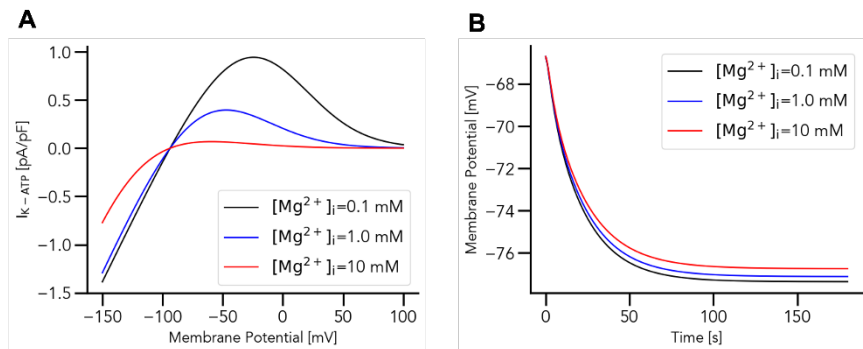 A
1.0
0.5
0.0
−0.5
−1.0
−1.5
I_{K−ATP} [pA/pF]
[Mg²⁺]ᵢ=0.1 mM
[Mg²⁺]ᵢ=1.0 mM
[Mg²⁺]ᵢ=10 mM
−150 −100 −50 0 50 100
Membrane Potential [mV]
B
−68
−70
−72
−74
−76
Membrane Potential [mV]
[Mg²⁺]ᵢ=0.1 mM
[Mg²⁺]ᵢ=1.0 mM
[Mg²⁺]ᵢ=10 mM
0 50 100 150
Time [s]